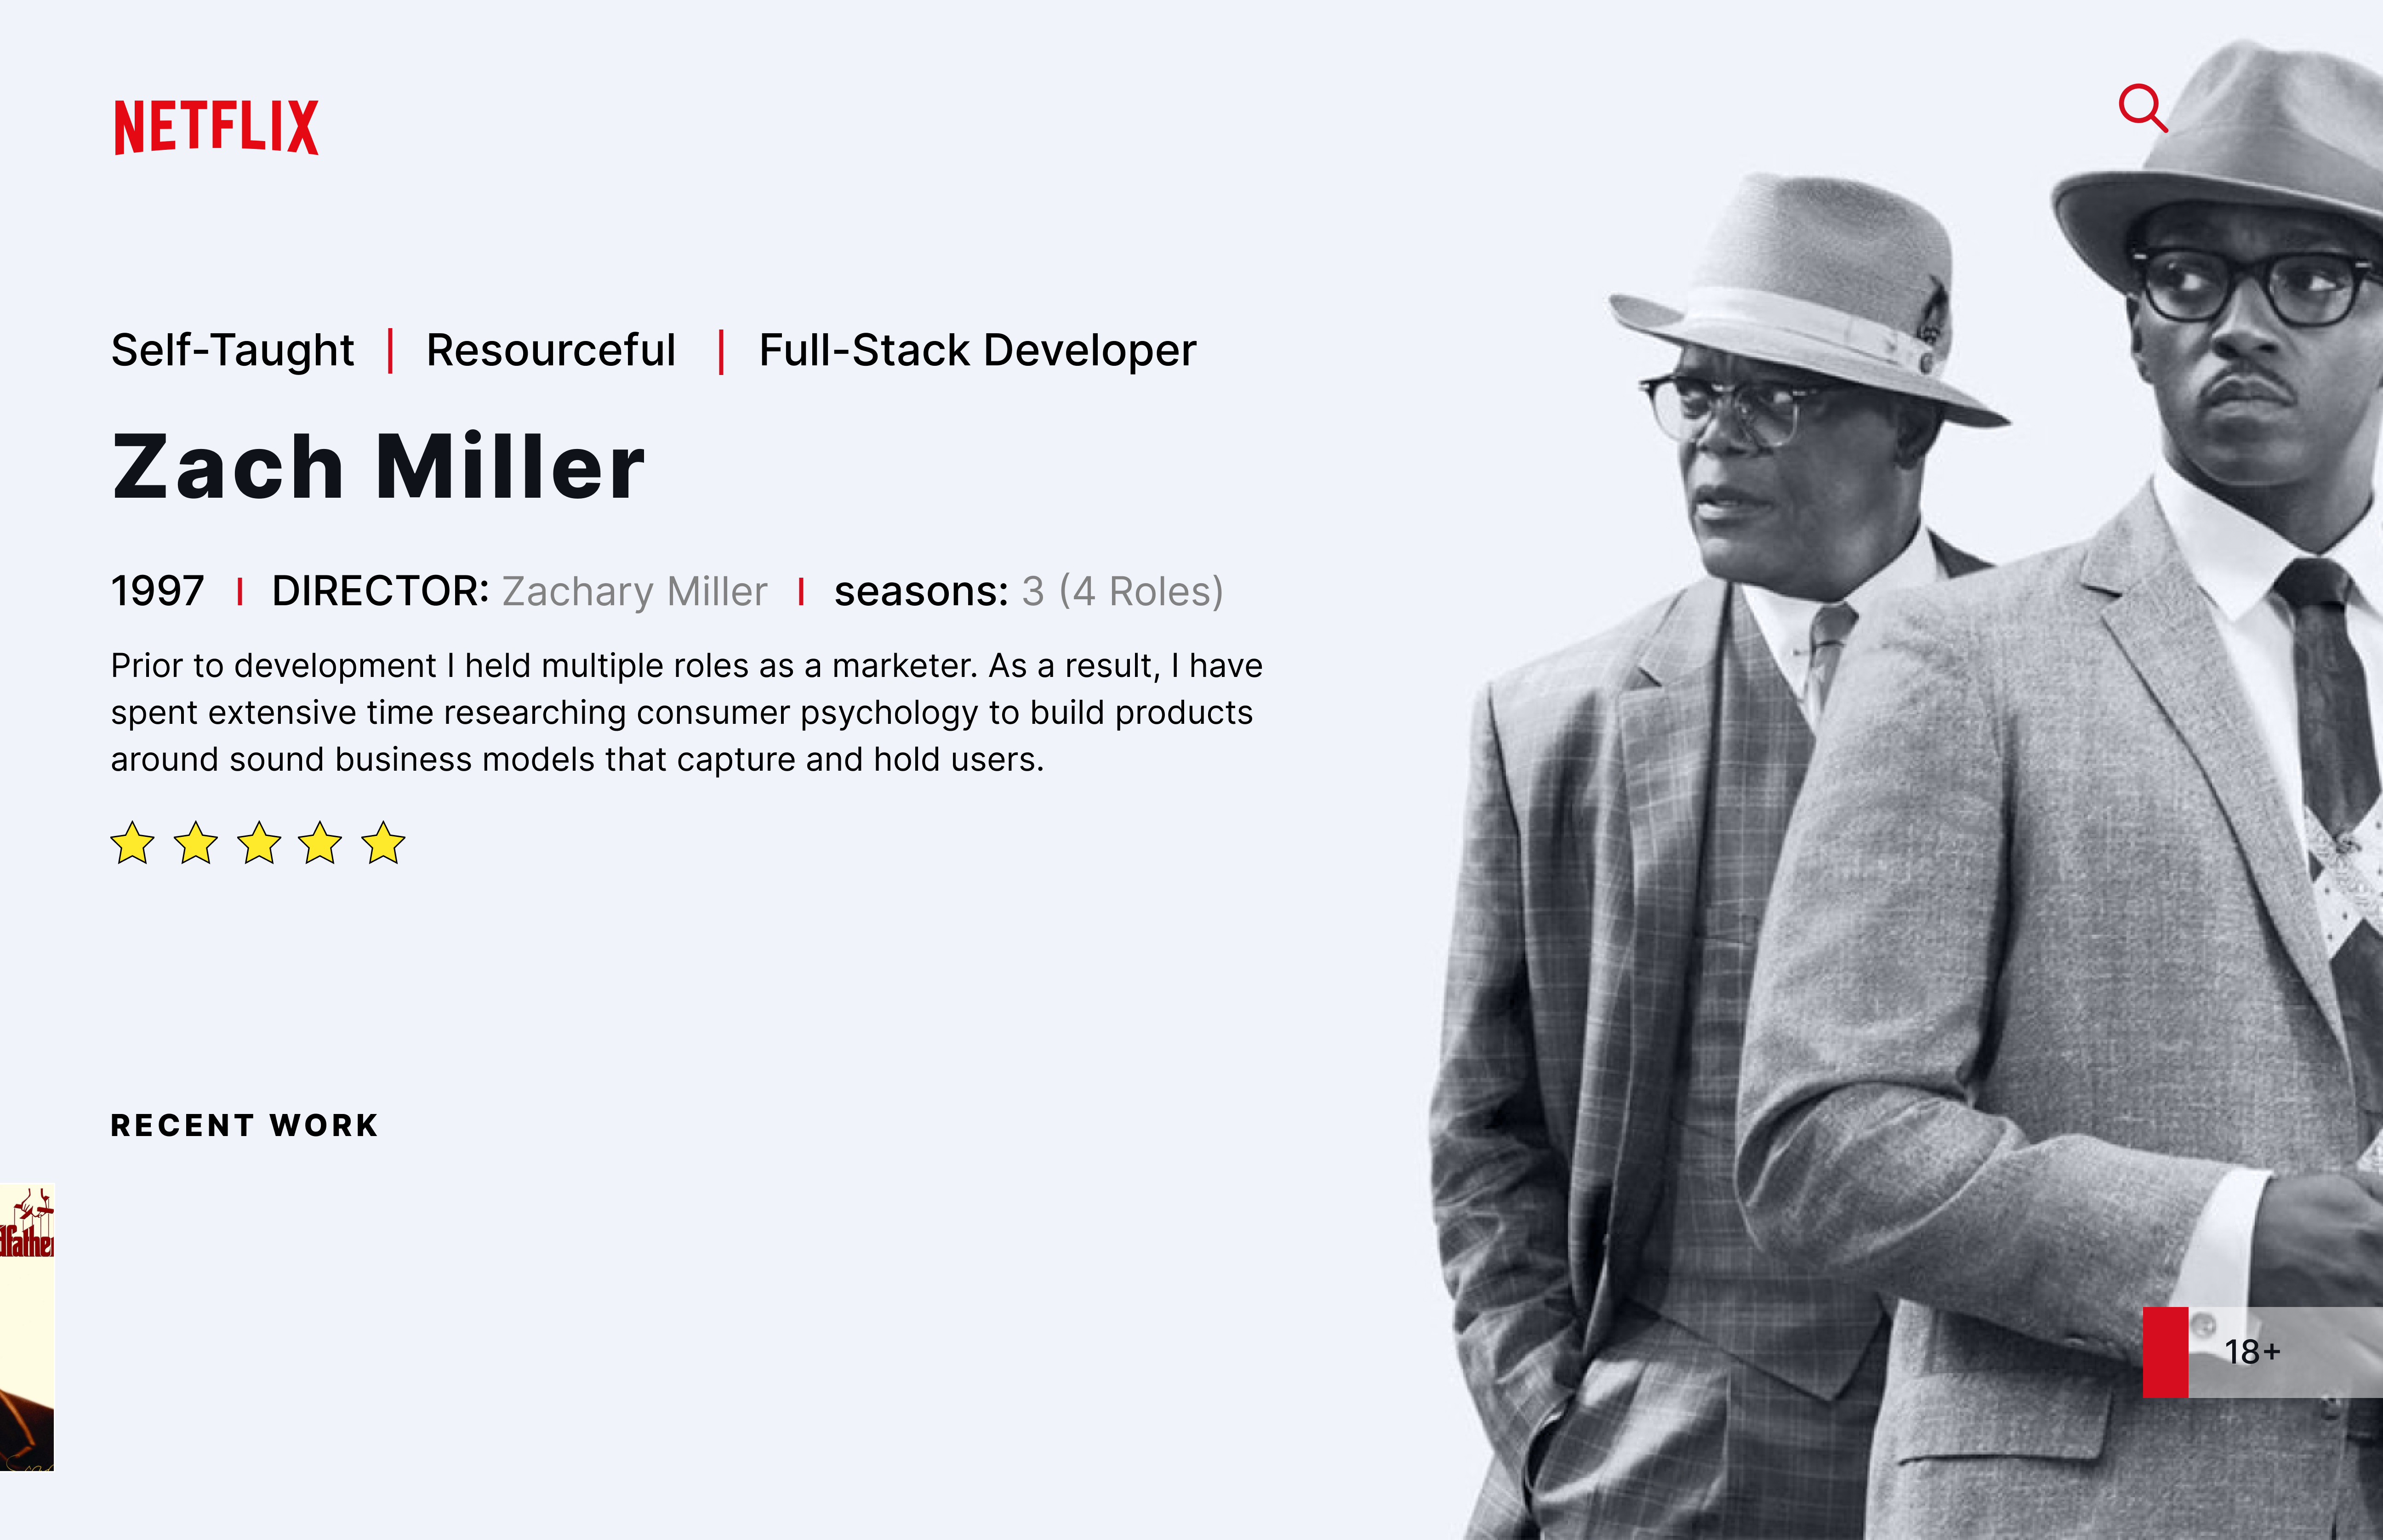 NETFLIX
Self-Taught | Resourceful | Full-Stack Developer
Zach Miller
1997 | DIRECTOR: Zachary Miller | seasons: 3 (4 Roles)
Prior to development I held multiple roles as a marketer. As a result, I have
spent extensive time researching consumer psychology to build products
around sound business models that capture and hold users.
RECENT WORK
dfather
18+